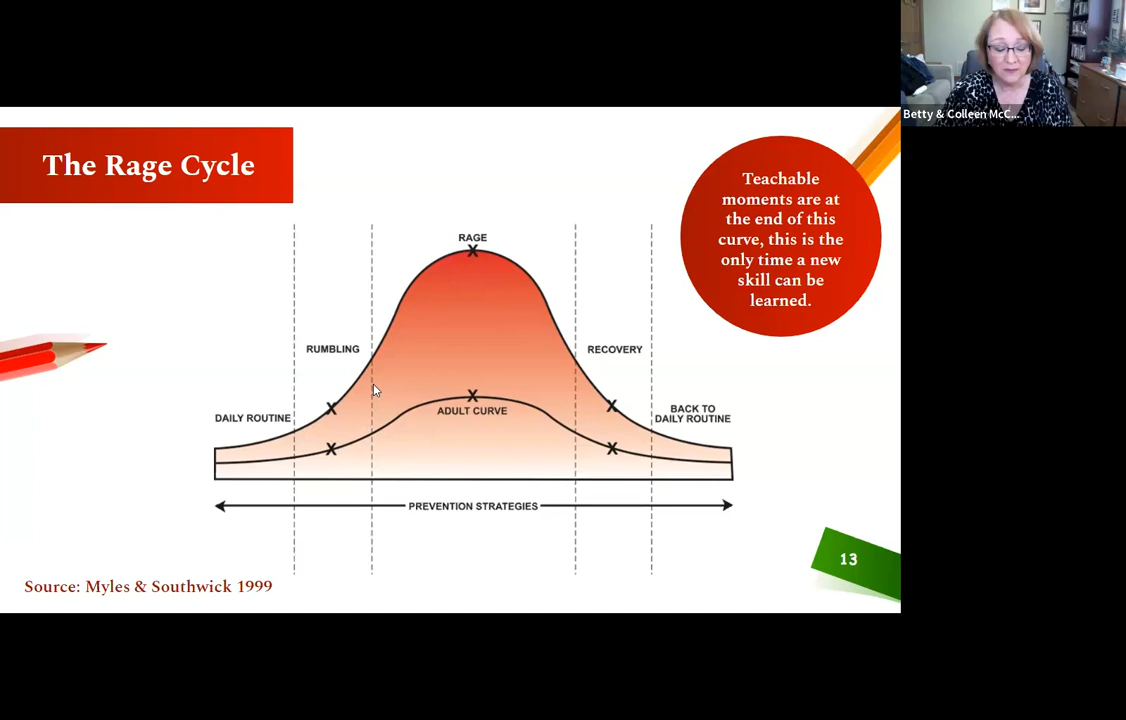 Betty & Colleen McC...
The Rage Cycle
Teachable
moments are at
the end of this
curve, this is the
only time a new
skill can be
learned.
RAGE
RUMBLING
RECOVERY
DAILY ROUTINE
ADULT CURVE
BACK TO
DAILY ROUTINE
X
X
X
X
X
X
PREVENTION STRATEGIES
13
Source: Myles & Southwick 1999